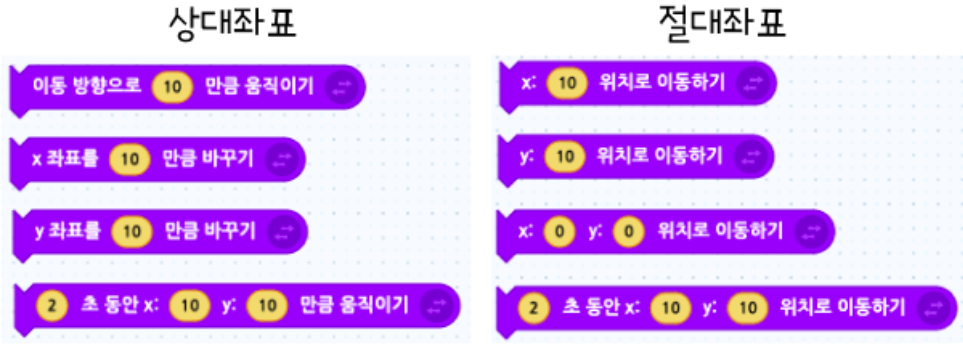 상대좌표
이동 방향으로 10 만큼 움직이기
x 좌표를 10 만큼 바꾸기
y 좌표를 10 만큼 바꾸기
2 초 동안 x: 10 y: 10 만큼 움직이기
절대좌표
x: 10 위치로 이동하기
y: 10 위치로 이동하기
x: 0 y: 0 위치로 이동하기
2 초 동안 x: 10 y: 10 위치로 이동하기